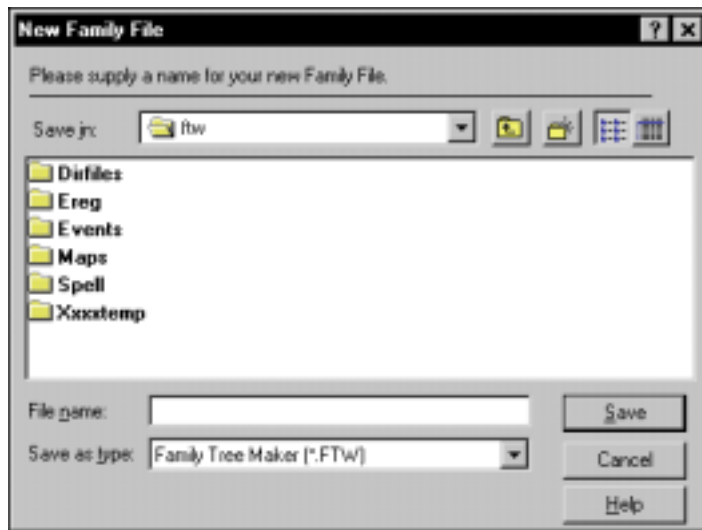 New Family File
Please supply a name for your new Family File.
Save in: ftw
Dirfiles
Ereg
Events
Maps
Spell
Xxxxtemp
File name:
Save
Save as type: Family Tree Maker (*.FTW)
Cancel
Help